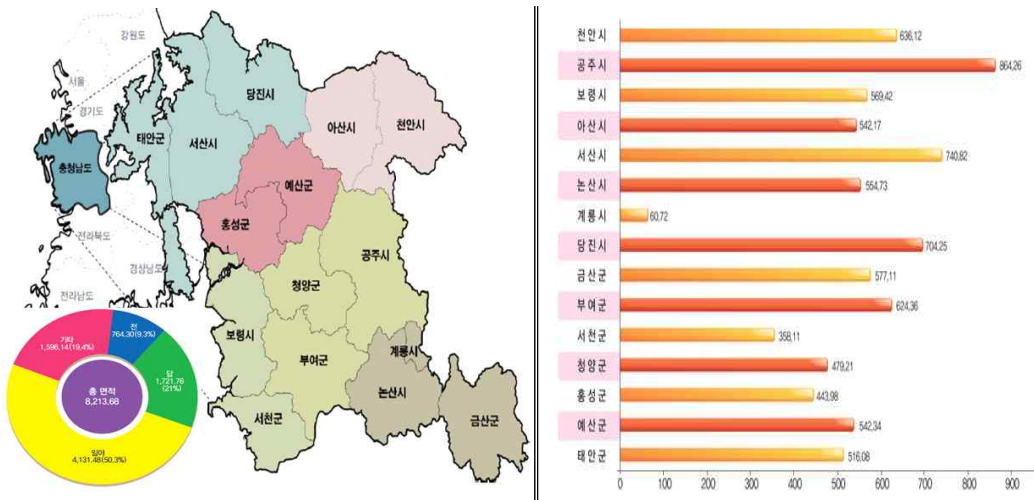 강원도
서울
경기도
충청남도
전라북도
경상남도
전라남도
당진시
태안군
서산시
아산시
천안시
예산군
홍성군
공주시
청양군
보령시
부여군
계룡시
논산시
서천군
금산군
기타
1,596.14(19.4%)
전
764.30(9.3%)
답
1,721.76
(21%)
총 면적
8,213.68
임야
4,131.48(50.3%)
천안시 636,12
공주시 864,26
보령시 569,42
아산시 542,17
서산시 740,82
논산시 554,73
계룡시 60,72
당진시 704,25
금산군 577,11
부여군 624,36
서천군 358,11
청양군 479,21
홍성군 443,98
예산군 542,34
태안군 516,08
0 100 200 300 400 500 600 700 800 900